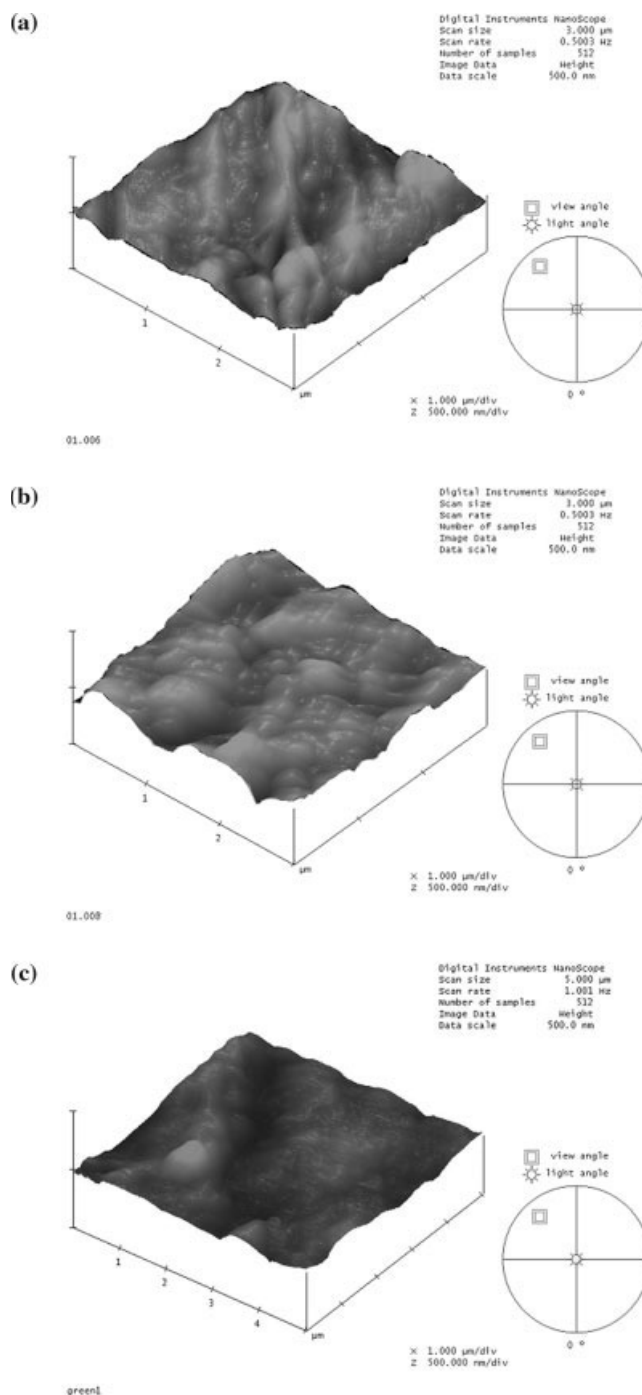 (a)
Digital Instruments NanoScope
Scan size 3.000 µm
Scan rate 0.5003 Hz
Number of samples 512
Image Data Height
Data scale 500.0 nm
view angle
light angle
1
2
µm
X 1.000 µm/div
Z 500.000 nm/div
0 °
01.006
(b)
Digital Instruments NanoScope
Scan size 3.000 µm
Scan rate 0.5003 Hz
Number of samples 512
Image Data Height
Data scale 500.0 nm
view angle
light angle
1
2
µm
X 1.000 µm/div
Z 500.000 nm/div
0 °
01.008
(c)
Digital Instruments NanoScope
Scan size 5.000 µm
Scan rate 1.001 Hz
Number of samples 512
Image Data Height
Data scale 500.0 nm
view angle
light angle
1
2
3
4
µm
X 1.000 µm/div
Z 500.000 nm/div
0 °
green1